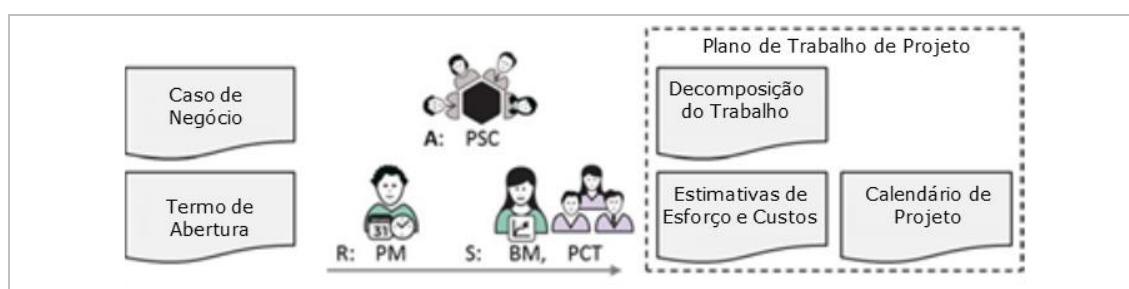 Plano de Trabalho de Projeto
Caso de
Negócio
Decomposição
do Trabalho
A: PSC
Termo de
Abertura
31
Estimativas de
Esforço e Custos
Calendário de
Projeto
R: PM
S: BM, PCT